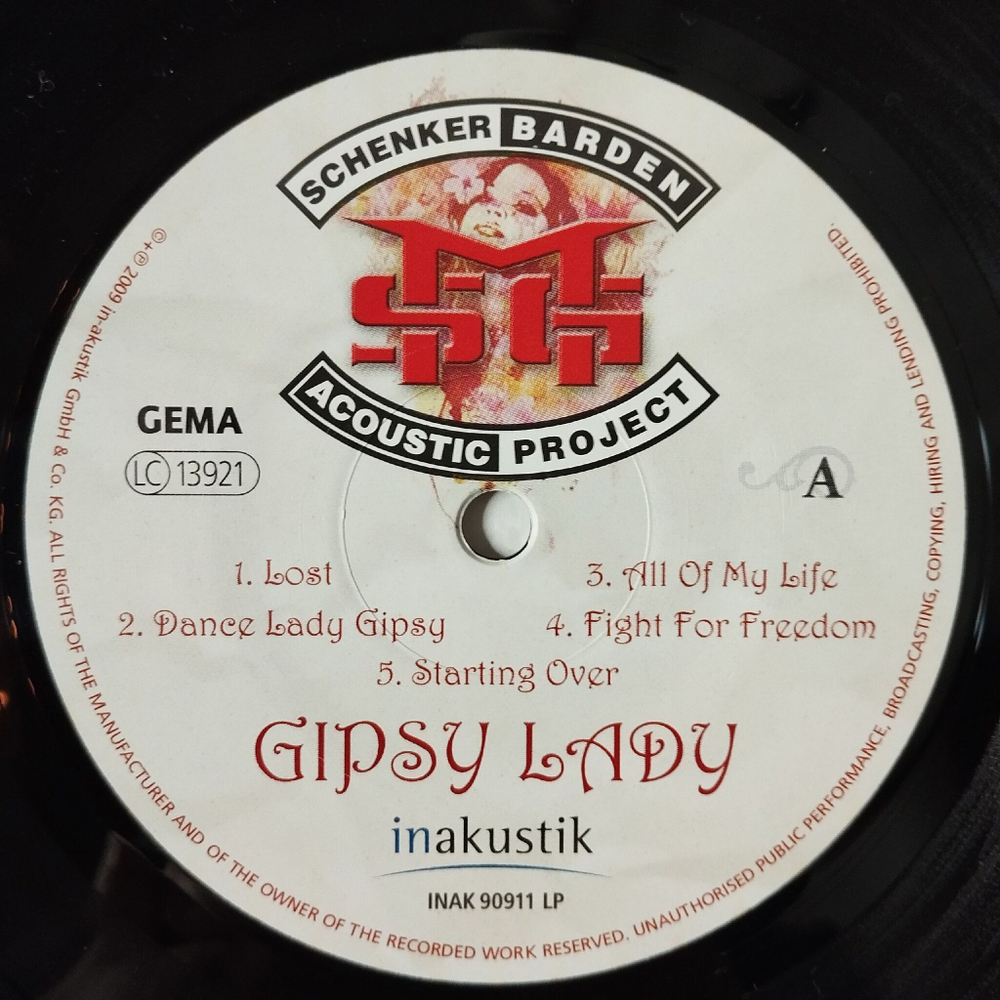 SCHENKER BARDEN
MSG
ACOUSTIC PROJECT
GEMA
LC 13921
A
1. Lost
2. Dance Lady Gipsy
3. All Of My Life
4. Fight For Freedom
5. Starting Over
GIPSY LADY
inakustik
INAK 90911 LP
©+℗ 2009 in-akustik GmbH & Co. KG. ALL RIGHTS OF THE MANUFACTURER AND OF THE OWNER OF THE RECORDED WORK RESERVED. UNAUTHORISED PUBLIC PERFORMANCE, BROADCASTING, COPYING, HIRING AND LENDING PROHIBITED.